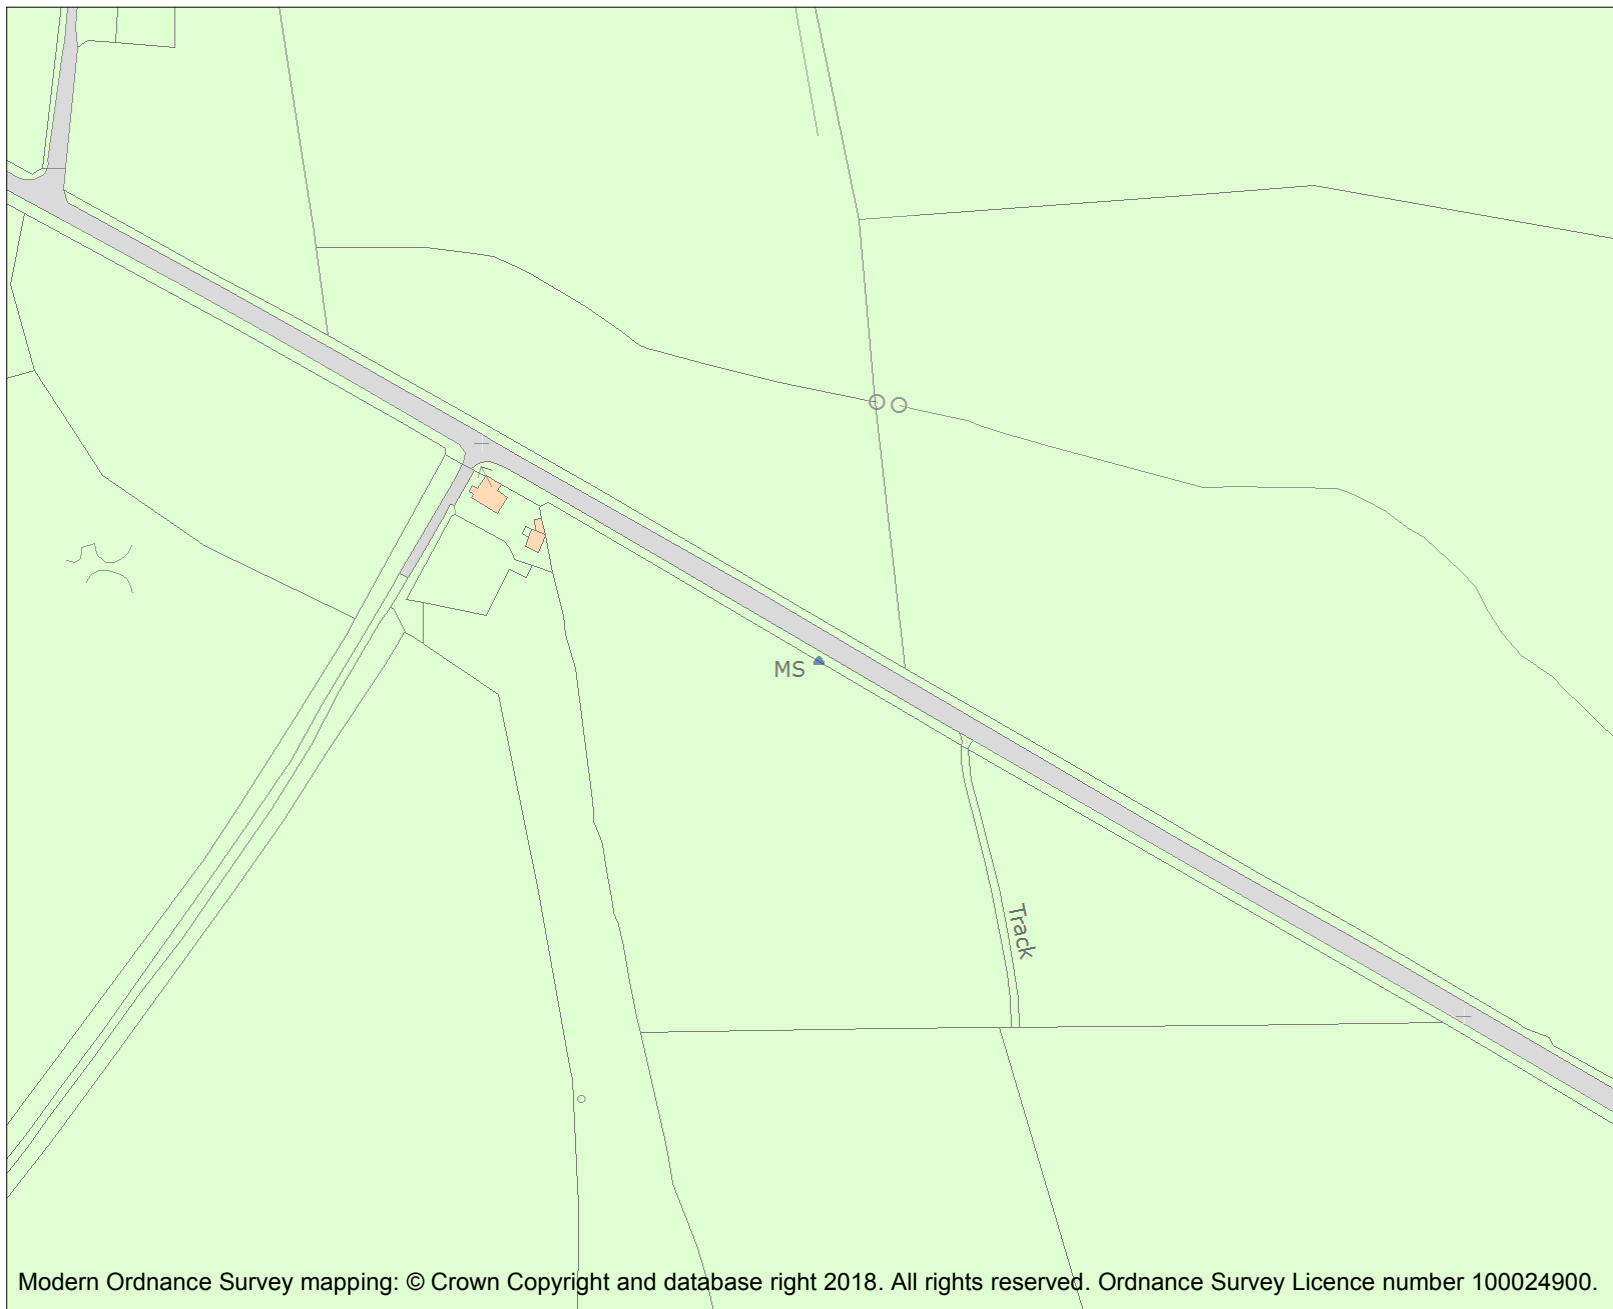 MS
Track
Modern Ordnance Survey mapping: © Crown Copyright and database right 2018. All rights reserved. Ordnance Survey Licence number 100024900.